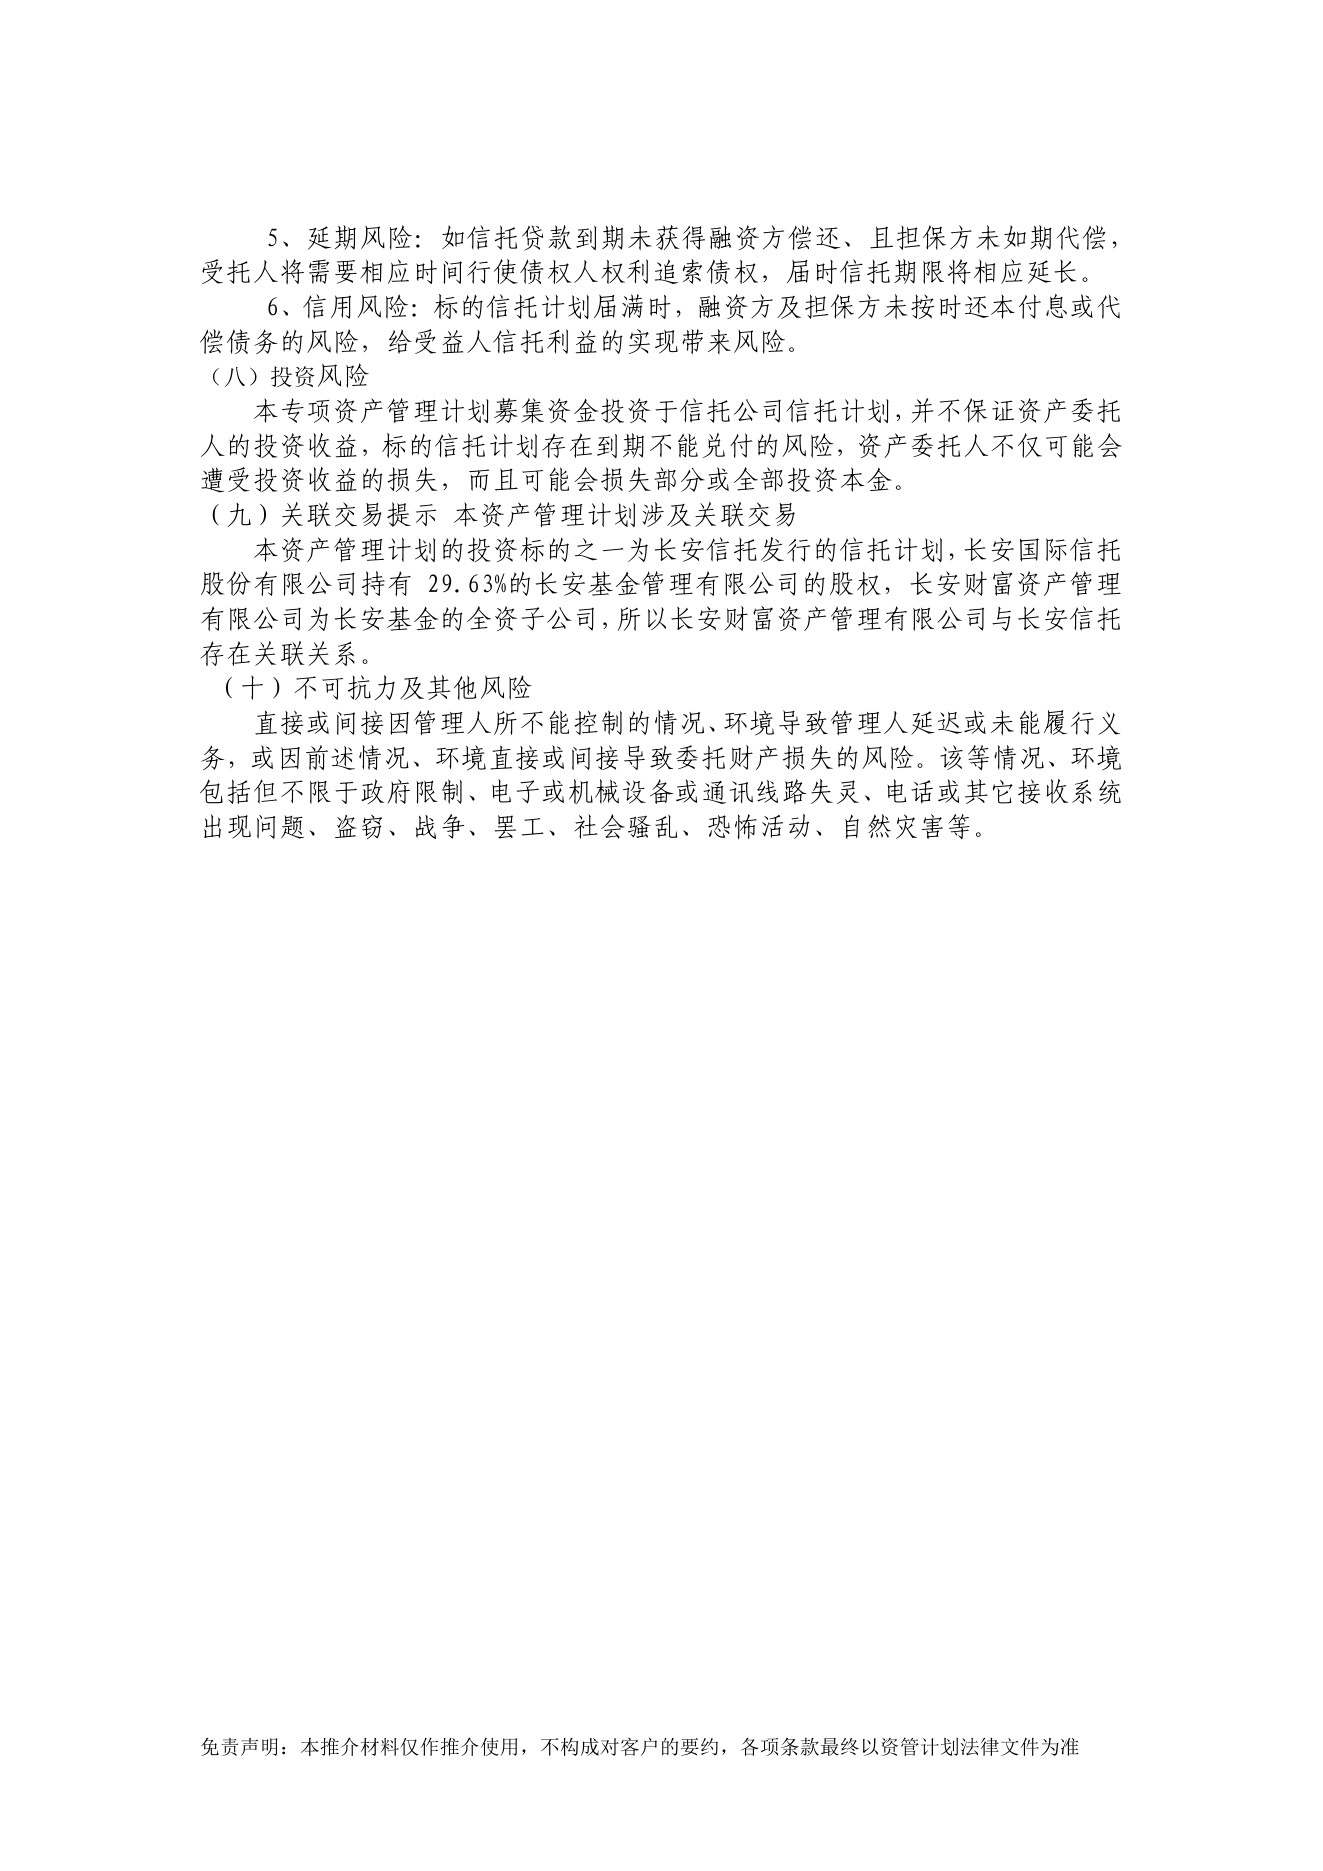 5、延期风险：如信托贷款到期未获得融资方偿还、且担保方未如期代偿，
受托人将需要相应时间行使债权人权利追索债权，届时信托期限将相应延长。
6、信用风险：标的信托计划届满时，融资方及担保方未按时还本付息或代
偿债务的风险，给受益人信托利益的实现带来风险。
（八）投资风险
本专项资产管理计划募集资金投资于信托公司信托计划，并不保证资产委托
人的投资收益，标的信托计划存在到期不能兑付的风险，资产委托人不仅可能会
遭受投资收益的损失，而且可能会损失部分或全部投资本金。
（九）关联交易提示 本资产管理计划涉及关联交易
本资产管理计划的投资标的之一为长安信托发行的信托计划，长安国际信托
股份有限公司持有 29.63%的长安基金管理有限公司的股权，长安财富资产管理
有限公司为长安基金的全资子公司，所以长安财富资产管理有限公司与长安信托
存在关联关系。
（十）不可抗力及其他风险
直接或间接因管理人所不能控制的情况、环境导致管理人延迟或未能履行义
务，或因前述情况、环境直接或间接导致委托财产损失的风险。该等情况、环境
包括但不限于政府限制、电子或机械设备或通讯线路失灵、电话或其它接收系统
出现问题、盗窃、战争、罢工、社会骚乱、恐怖活动、自然灾害等。
免责声明：本推介材料仅作推介使用，不构成对客户的要约，各项条款最终以资管计划法律文件为准